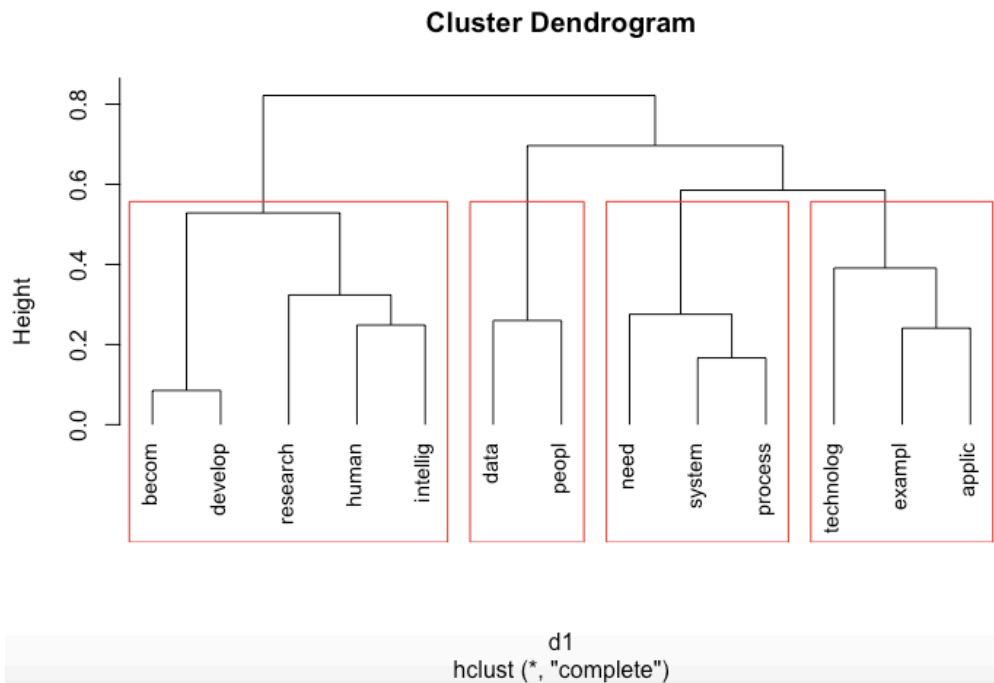 Cluster Dendrogram
Height
0.8
0.6
0.4
0.2
0.0
becom
develop
research
human
intellig
data
peopl
need
system
process
technolog
exampl
applic
d1
hclust (*, "complete")